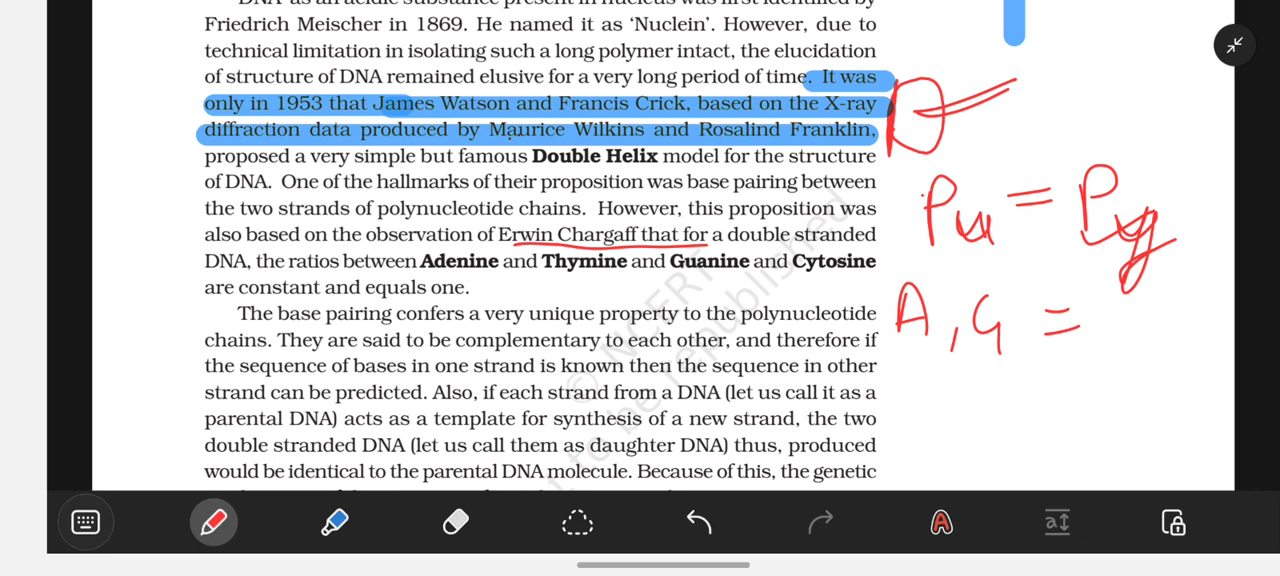 DNA as an acidic substance present in nucleus was first identified by
Friedrich Meischer in 1869. He named it as ‘Nuclein’. However, due to
technical limitation in isolating such a long polymer intact, the elucidation
of structure of DNA remained elusive for a very long period of time. It was
only in 1953 that James Watson and Francis Crick, based on the X-ray
diffraction data produced by Maurice Wilkins and Rosalind Franklin,
proposed a very simple but famous Double Helix model for the structure
of DNA. One of the hallmarks of their proposition was base pairing between
the two strands of polynucleotide chains. However, this proposition was
also based on the observation of Erwin Chargaff that for a double stranded
DNA, the ratios between Adenine and Thymine and Guanine and Cytosine
are constant and equals one.
The base pairing confers a very unique property to the polynucleotide
chains. They are said to be complementary to each other, and therefore if
the sequence of bases in one strand is known then the sequence in other
strand can be predicted. Also, if each strand from a DNA (let us call it as a
parental DNA) acts as a template for synthesis of a new strand, the two
double stranded DNA (let us call them as daughter DNA) thus, produced
would be identical to the parental DNA molecule. Because of this, the genetic
© NCERT
not to be republished
Pu = Py
A, G =
A